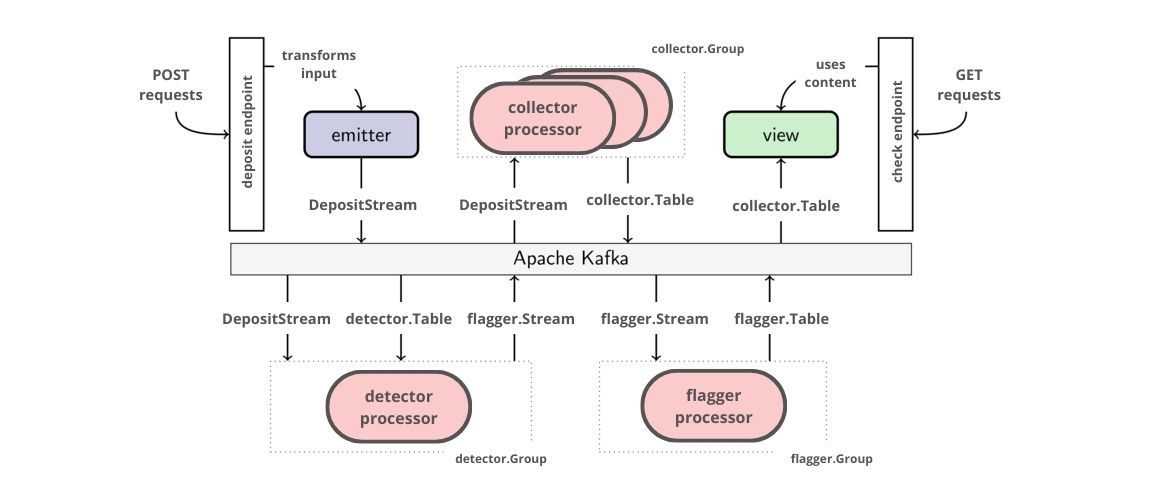 collector.Group
transforms
input
uses
content
POST
requests
GET
requests
deposit endpoint
check endpoint
collector
processor
emitter
view
DepositStream
DepositStream
collector.Table
collector.Table
Apache Kafka
DepositStream
detector.Table
flagger.Stream
flagger.Stream
flagger.Table
detector
processor
flagger
processor
detector.Group
flagger.Group